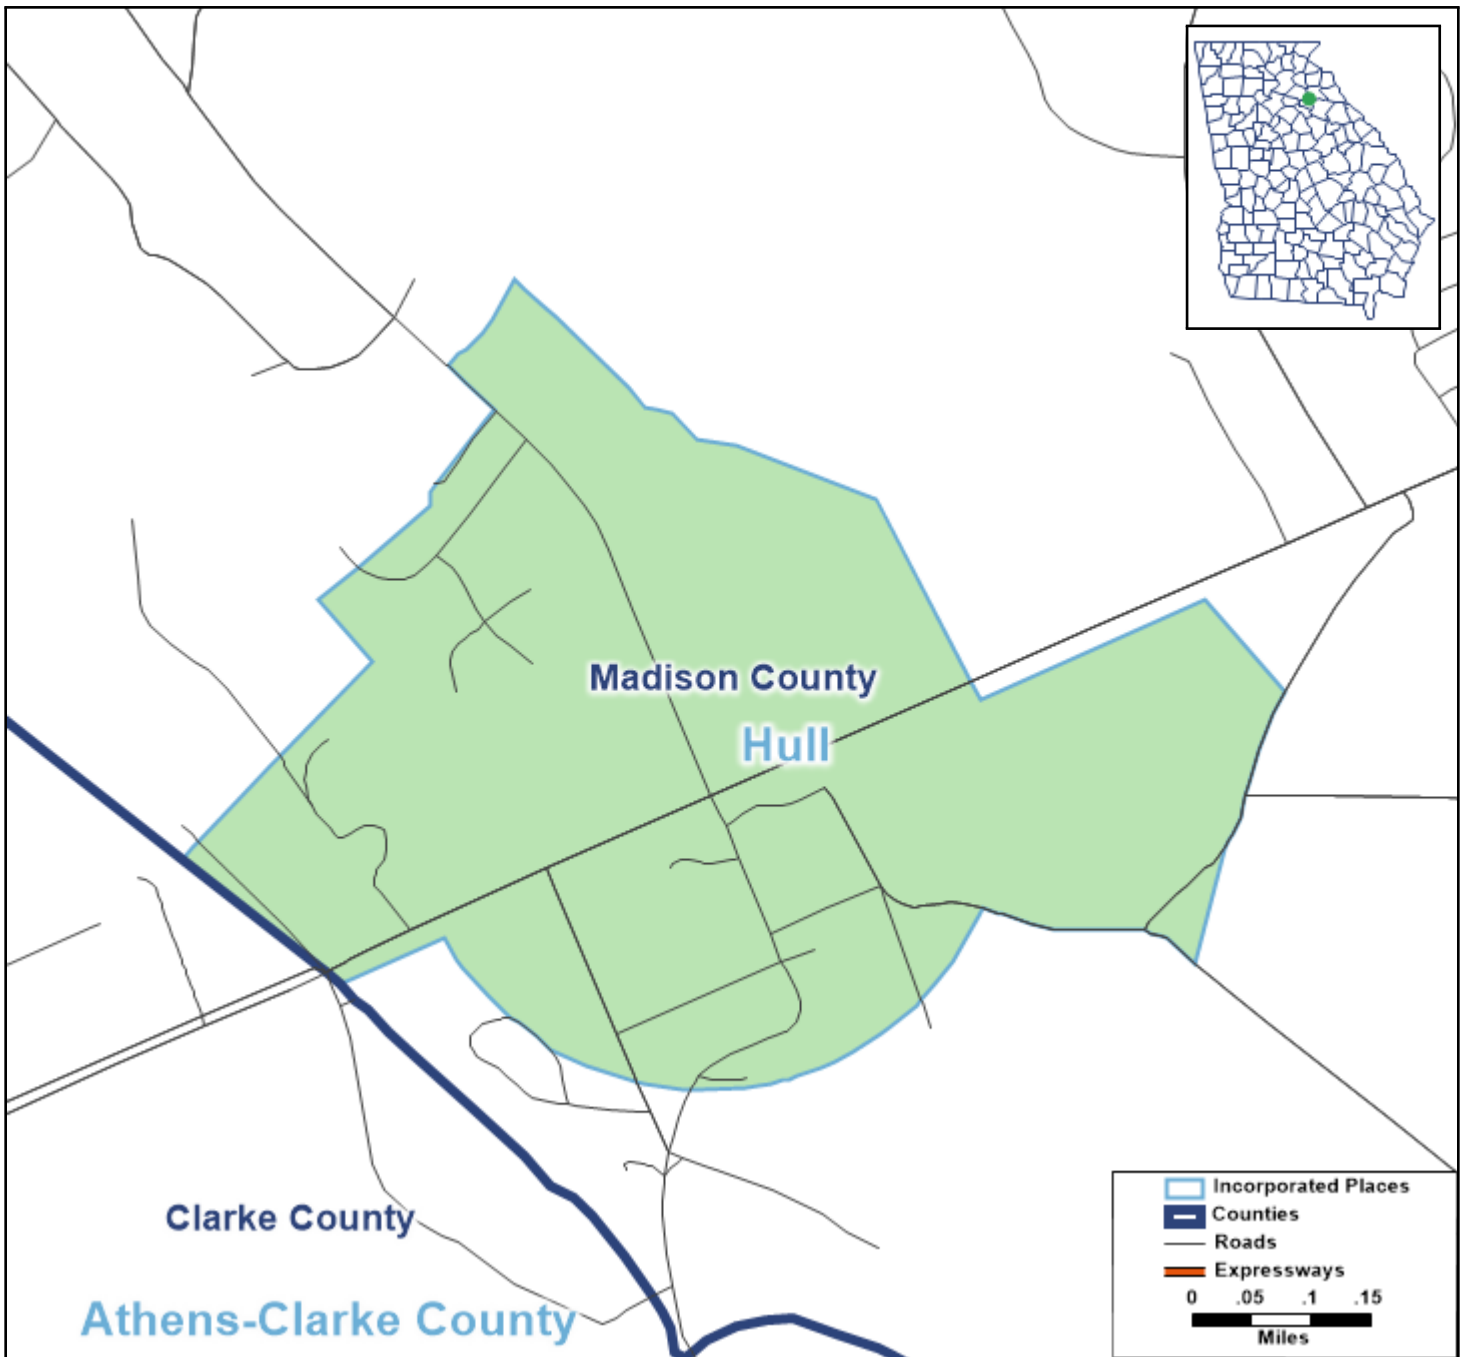 Madison County
Hull
Clarke County
Athens-Clarke County
Incorporated Places
Counties
Roads
Expressways
0 .05 .1 .15
Miles